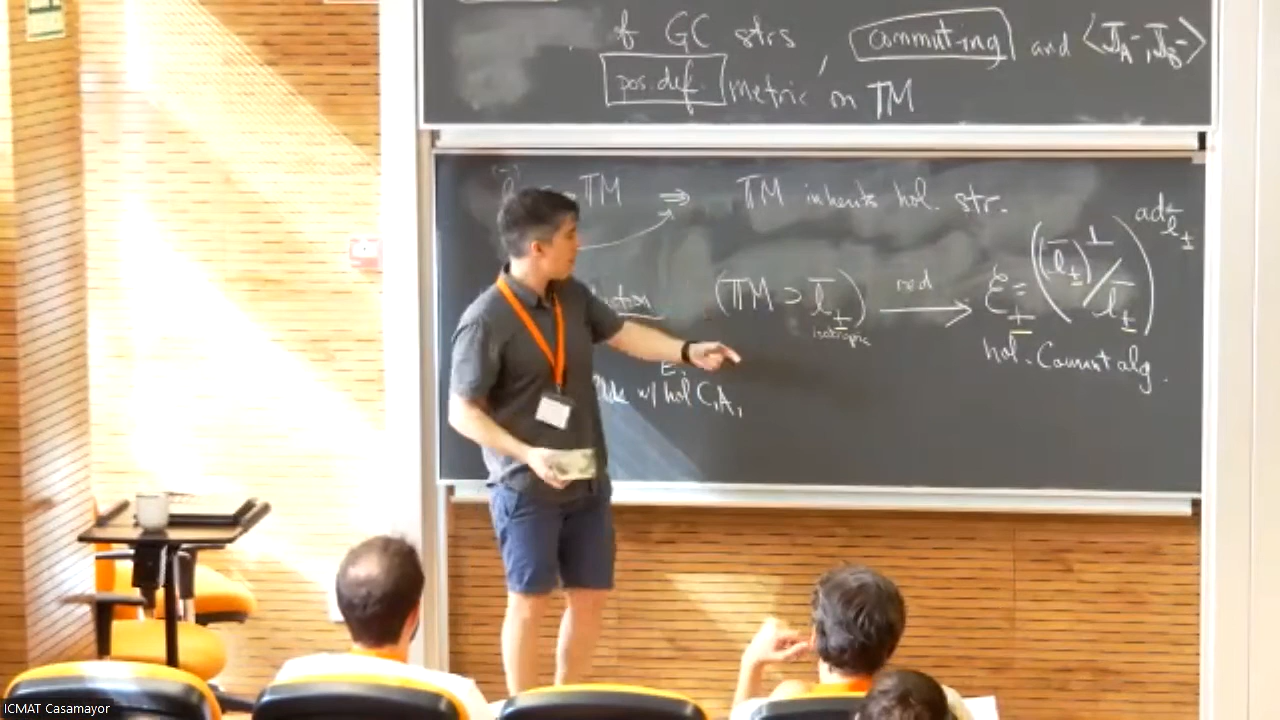 of GC strs, commuting and ⟨𝕁_A -, 𝕁_B -⟩
pos. def. metric on 𝕋M
𝕋M ⇒ 𝕋M inherits hol. str.
(𝕋M ⊃ l̄_±) red → ℰ_± = ((l̄_±)^⊥ / l̄_±)^{ad l̄_±}
isotropic
hol. Courant alg.
w/ hol C.A.,
ICMAT Casamayor